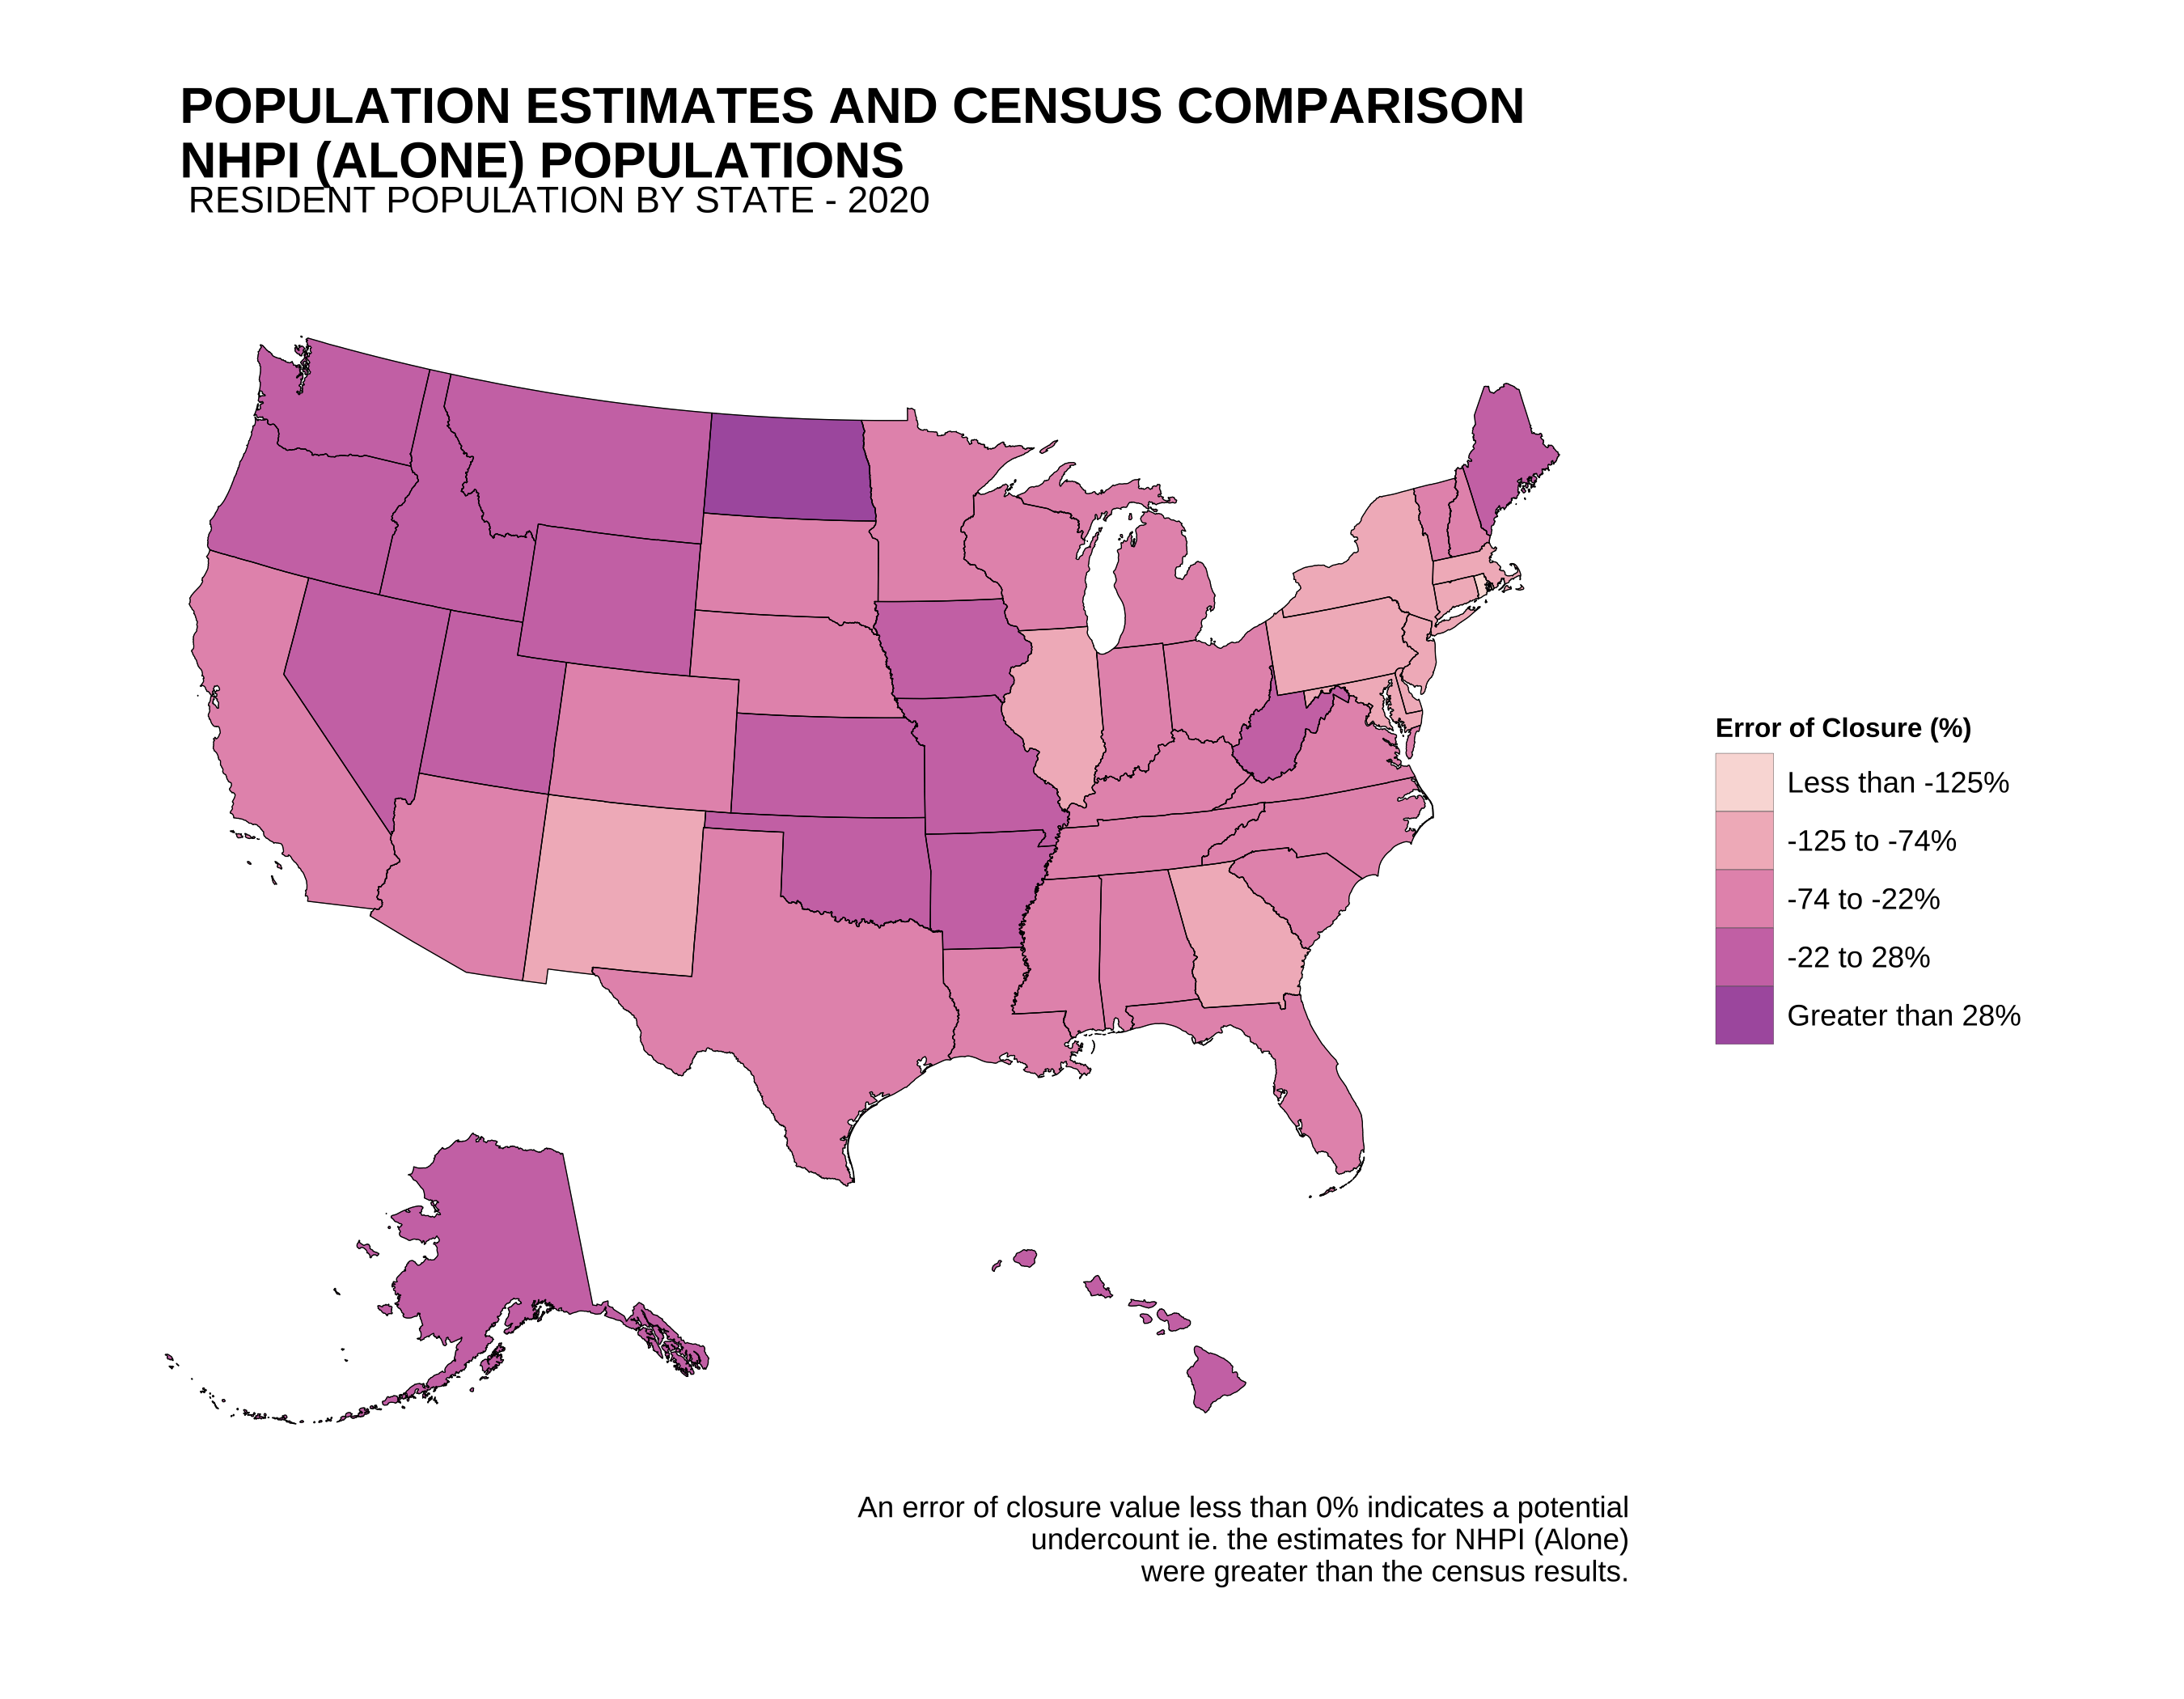 POPULATION ESTIMATES AND CENSUS COMPARISON
NHPI (ALONE) POPULATIONS
RESIDENT POPULATION BY STATE - 2020
Error of Closure (%)
Less than -125%
-125 to -74%
-74 to -22%
-22 to 28%
Greater than 28%
An error of closure value less than 0% indicates a potential
undercount ie. the estimates for NHPI (Alone)
were greater than the census results.